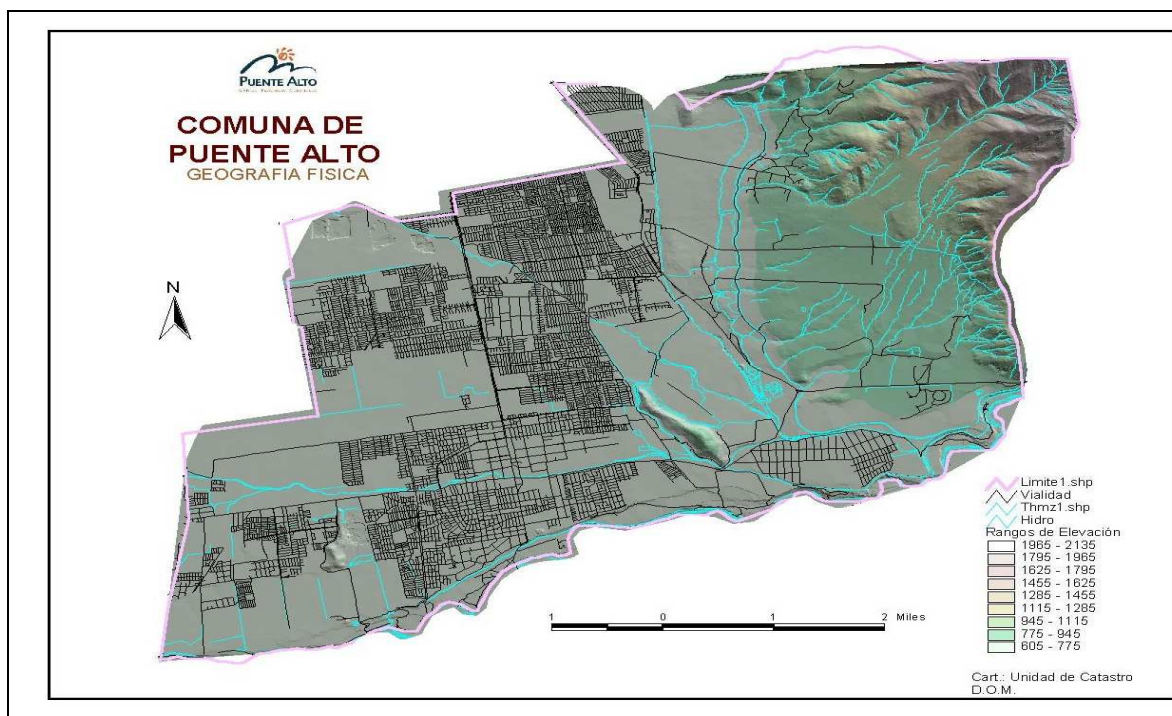 PUENTE ALTO
COMUNA DE
PUENTE ALTO
GEOGRAFIA FISICA
N
Limite1.shp
Vialidad
Thmz1.shp
Hidro
Rangos de Elevación
1965 - 2135
1795 - 1965
1625 - 1795
1455 - 1625
1285 - 1455
1115 - 1285
945 - 1115
775 - 945
605 - 775
1 0 1 2 Miles
Cart.: Unidad de Catastro
D.O.M.